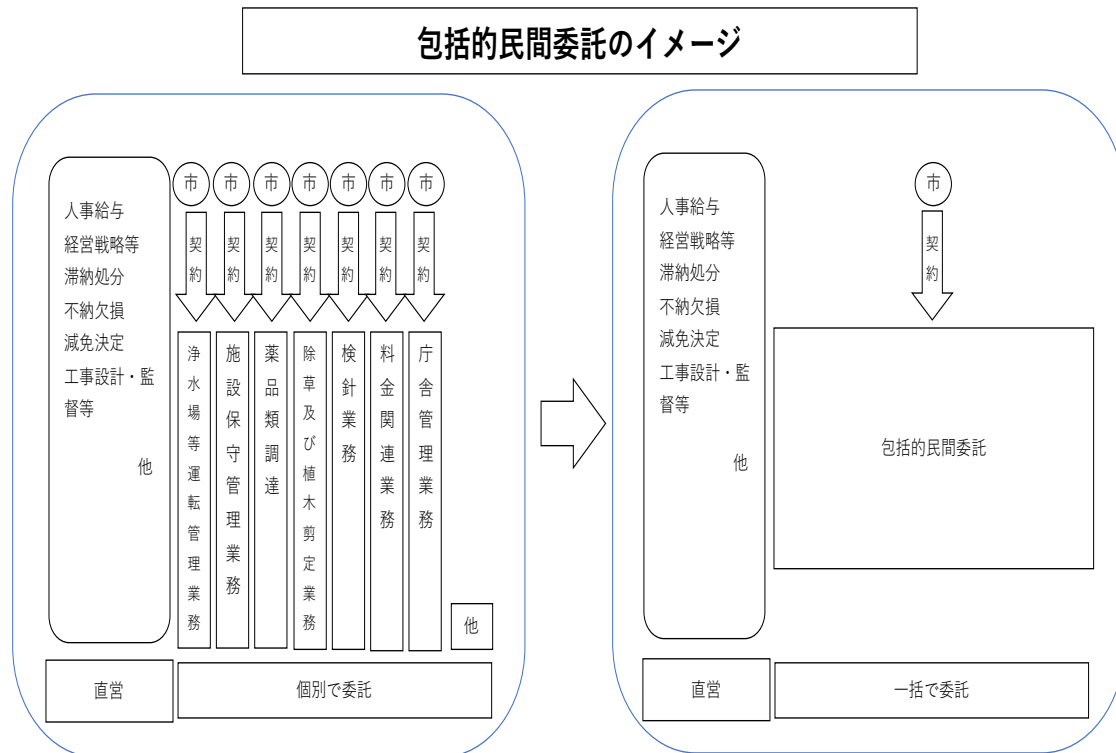 包括的民間委託のイメージ
人事給与
経営戦略等
滞納処分
不納欠損
減免決定
工事設計・監
督等
他
市
市
市
市
市
市
市
契約
契約
契約
契約
契約
契約
契約
浄水場等運転管理業務
施設保守管理業務
薬品類調達
除草及び植木剪定業務
検針業務
料金関連業務
庁舎管理業務
他
直営
個別で委託
人事給与
経営戦略等
滞納処分
不納欠損
減免決定
工事設計・監
督等
他
市
契約
包括的民間委託
直営
一括で委託